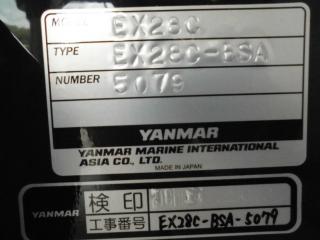 MODEL EX28C
TYPE EX28C-BSA
NUMBER 5079
YANMAR
YANMAR MARINE INTERNATIONAL
ASIA CO., LTD.
MADE IN JAPAN
検印
YANMAR 工事番号 EX28C-BSA-5079